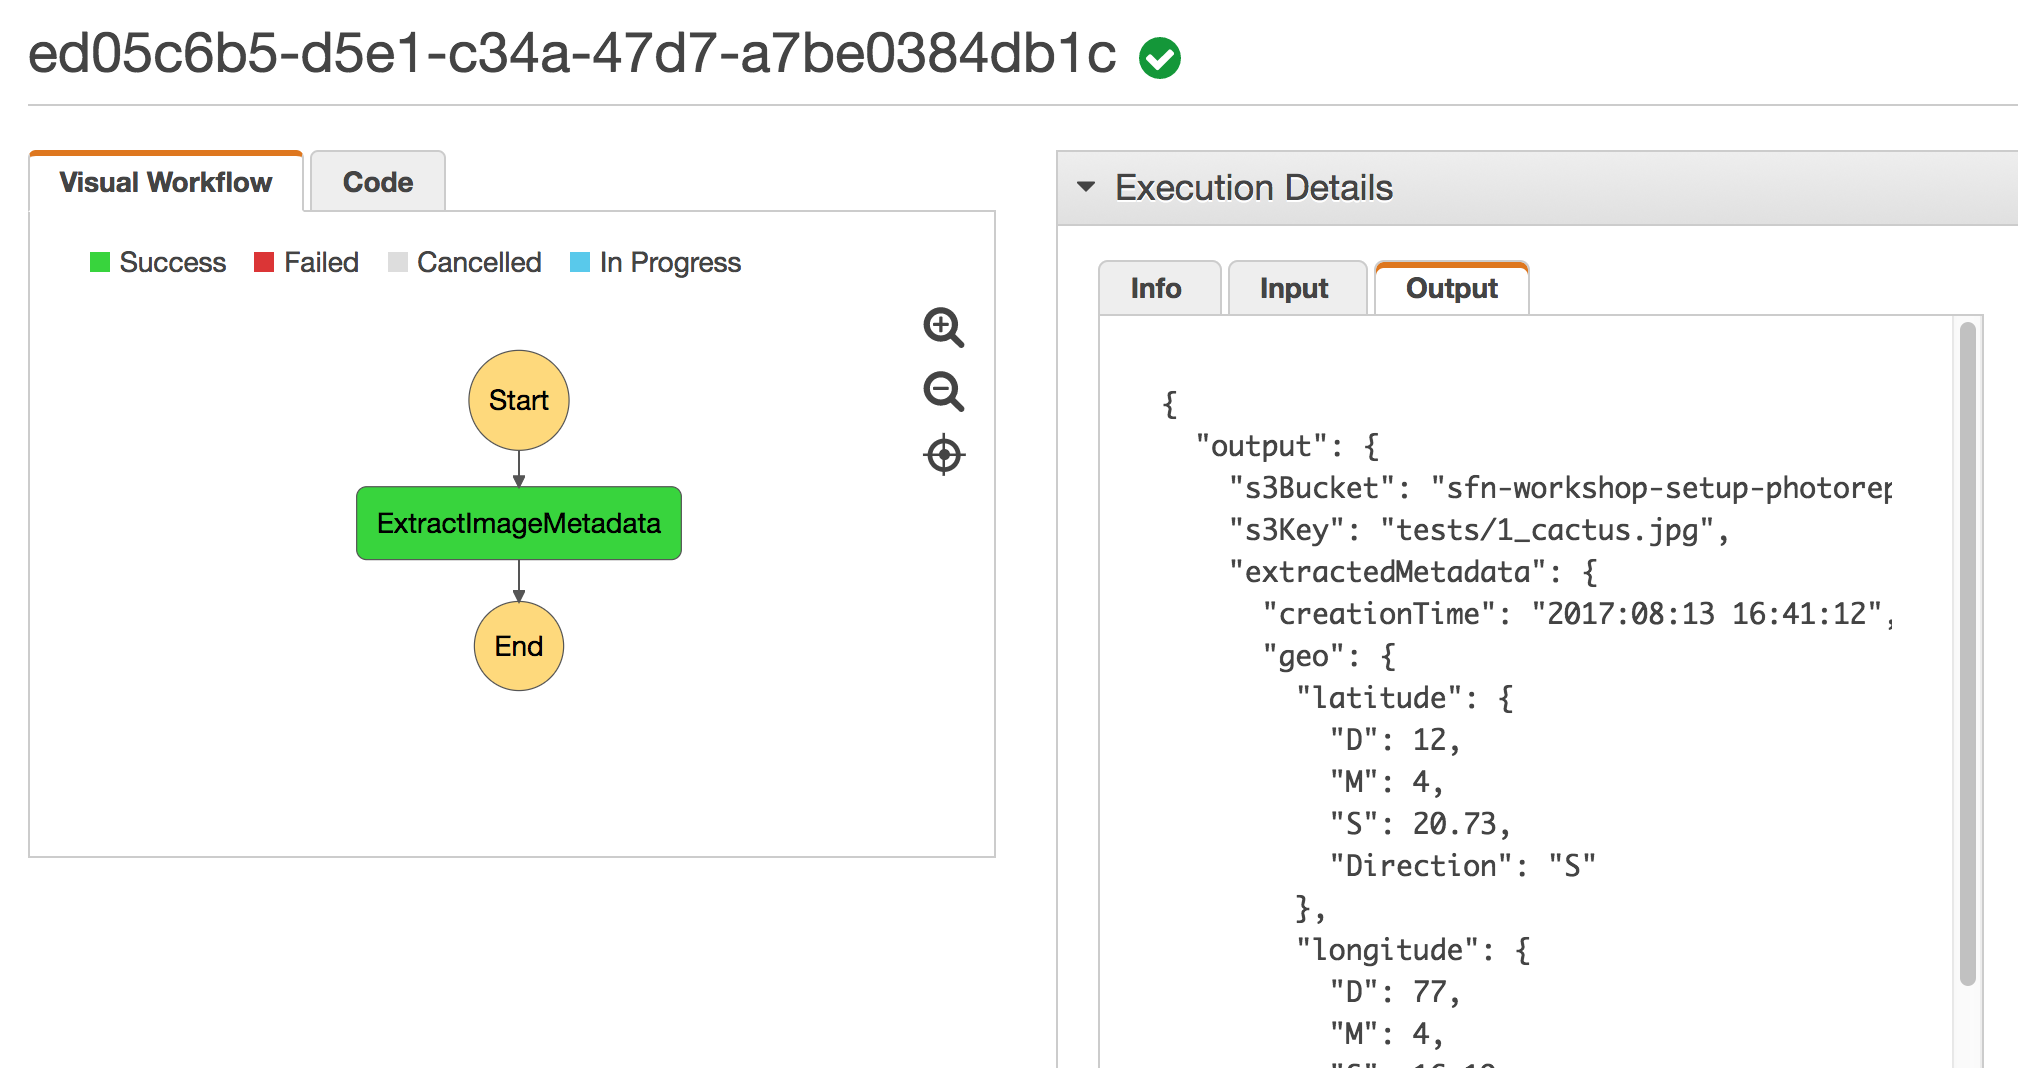 ed05c6b5-d5e1-c34a-47d7-a7be0384db1c
Visual Workflow
Code
Success
Failed
Cancelled
In Progress
Start
ExtractImageMetadata
End
Execution Details
Info
Input
Output
{
"output": {
"s3Bucket": "sfn-workshop-setup-photorep
"s3Key": "tests/1_cactus.jpg",
"extractedMetadata": {
"creationTime": "2017:08:13 16:41:12",
"geo": {
"latitude": {
"D": 12,
"M": 4,
"S": 20.73,
"Direction": "S"
},
"longitude": {
"D": 77,
"M": 4,